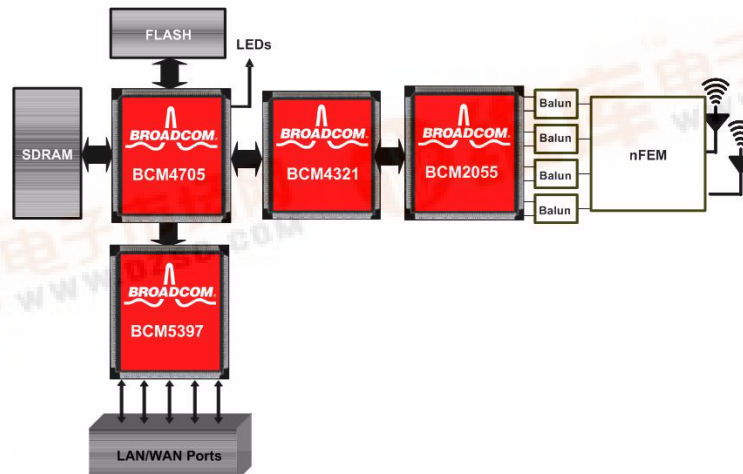 FLASH
LEDs
SDRAM
BROADCOM.
BCM4705
BROADCOM.
BCM4321
BROADCOM.
BCM2055
Balun
Balun
Balun
Balun
nFEM
BROADCOM.
BCM5397
LAN/WAN Ports